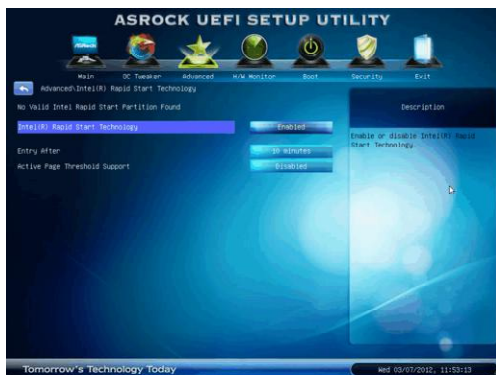 ASROCK UEFI SETUP UTILITY
ASRock
Main
OC Tweaker
Advanced
H/W Monitor
Boot
Security
Exit
Advanced\Intel(R) Rapid Start Technology
No Valid Intel Rapid Start Partition Found
Intel(R) Rapid Start Technology Enabled
Entry After 10 minutes
Active Page Threshold Support Disabled
Description
Enable or disable Intel(R) Rapid
Start Technology.
Tomorrow's Technology Today
Wed 03/07/2012, 11:53:13